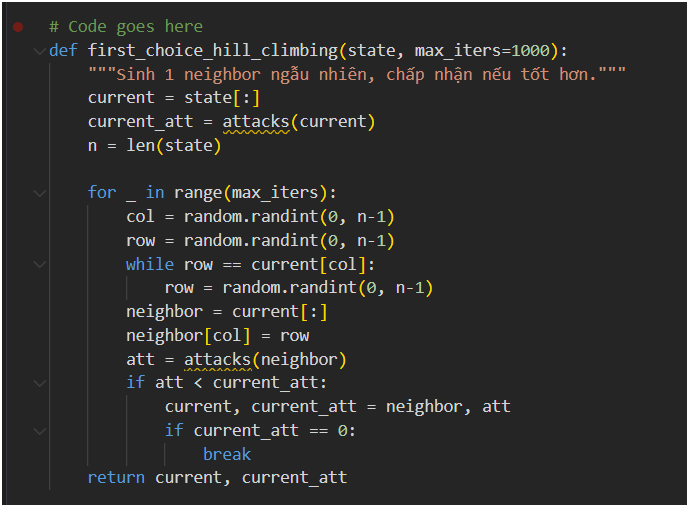 # Code goes here
def first_choice_hill_climbing(state, max_iters=1000):
    """Sinh 1 neighbor ngẫu nhiên, chấp nhận nếu tốt hơn."""
    current = state[:]
    current_att = attacks(current)
    n = len(state)

    for _ in range(max_iters):
        col = random.randint(0, n-1)
        row = random.randint(0, n-1)
        while row == current[col]:
            row = random.randint(0, n-1)
        neighbor = current[:]
        neighbor[col] = row
        att = attacks(neighbor)
        if att < current_att:
            current, current_att = neighbor, att
            if current_att == 0:
                break
    return current, current_att